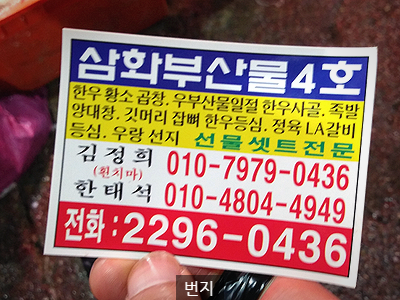 삼화부산물4호
한우황소 곱창. 우부산물일절 한우사골. 족발
양대창. 깃머리 잡뼈 한우등심. 정육 LA갈비
등심. 우랑 선지 선물셋트전문
김정희 010-7979-0436
(흰치마)
한태석 010-4804-4949
전화:2296-0436
번지